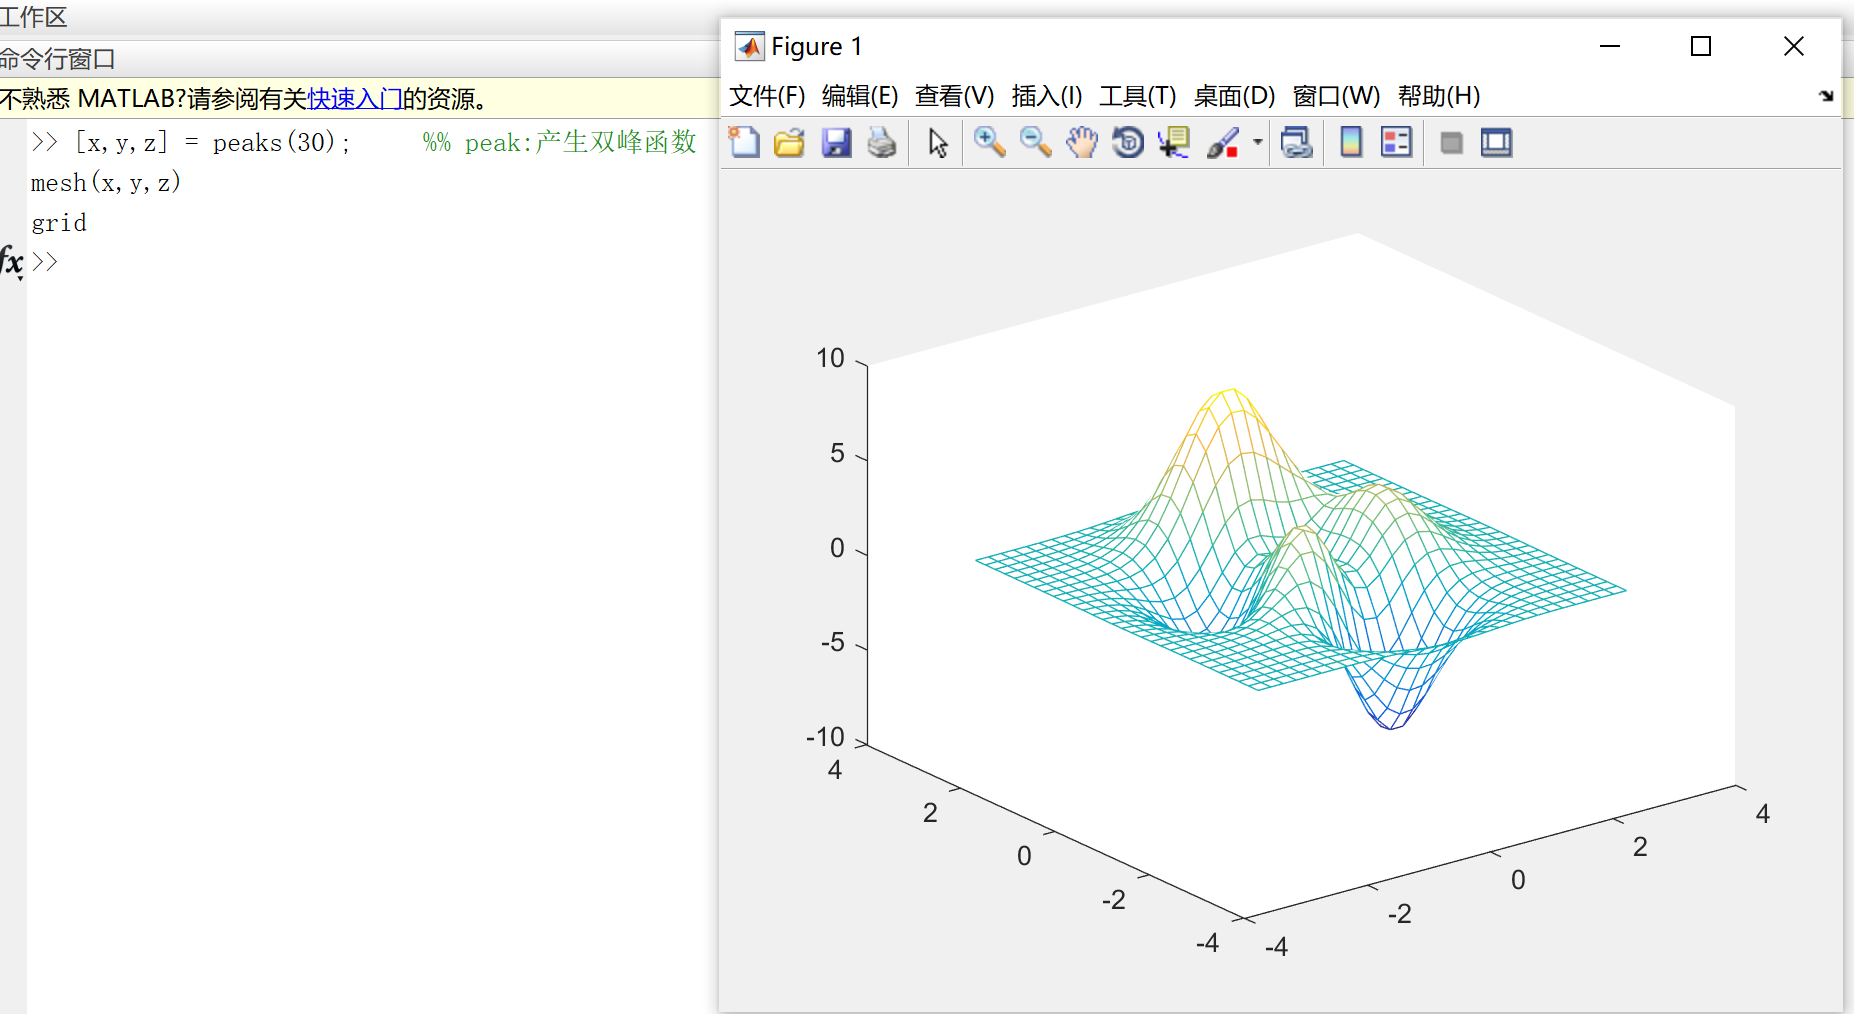 工作区
命令行窗口
不熟悉 MATLAB?请参阅有关快速入门的资源。
>> [x,y,z] = peaks(30);     %% peak:产生双峰函数
mesh(x,y,z)
grid
fx >>
Figure 1
文件(F) 编辑(E) 查看(V) 插入(I) 工具(T) 桌面(D) 窗口(W) 帮助(H)
10
5
0
-5
-10
4
2
0
-2
-4
-4
-2
0
2
4